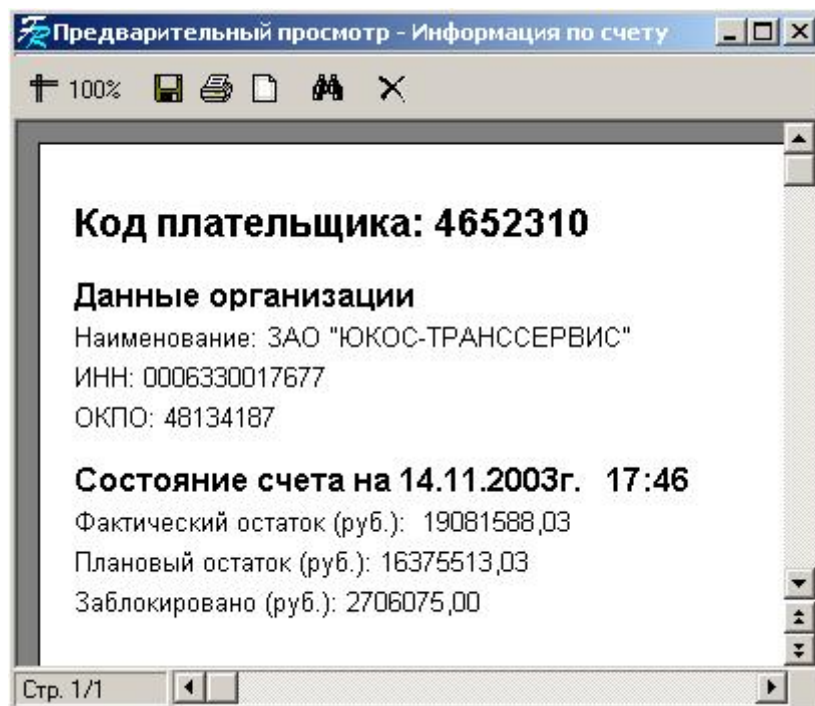 Предварительный просмотр - Информация по счету
100%
Код плательщика: 4652310
Данные организации
Наименование: ЗАО "ЮКОС-ТРАНССЕРВИС"
ИНН: 0006330017677
ОКПО: 48134187
Состояние счета на 14.11.2003г. 17:46
Фактический остаток (руб.): 19081588,03
Плановый остаток (руб.): 16375513,03
Заблокировано (руб.): 2706075,00
Стр. 1/1